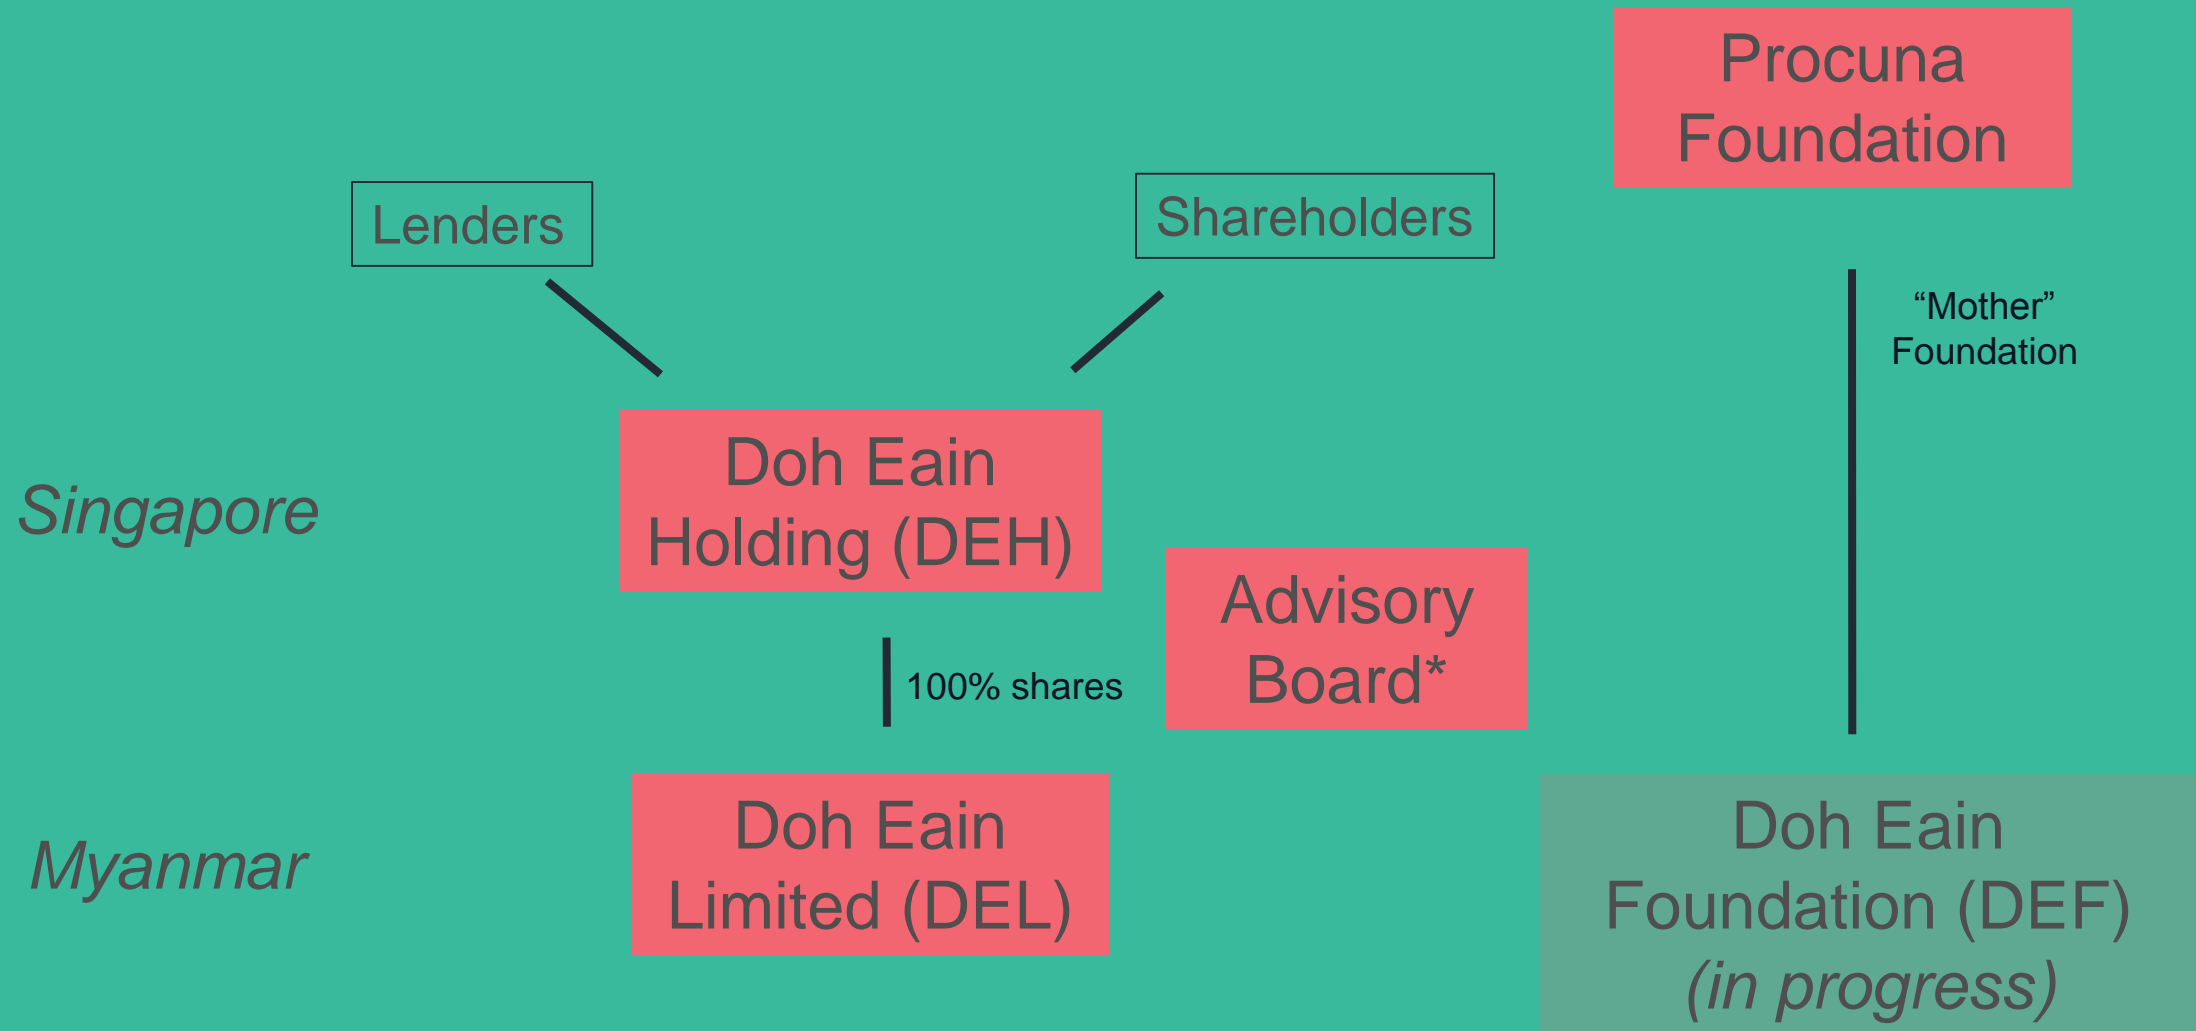 Procuna
Foundation
Lenders
Shareholders
“Mother”
Foundation
Singapore
Doh Eain
Holding (DEH)
Advisory
Board*
100% shares
Myanmar
Doh Eain
Limited (DEL)
Doh Eain
Foundation (DEF)
(in progress)